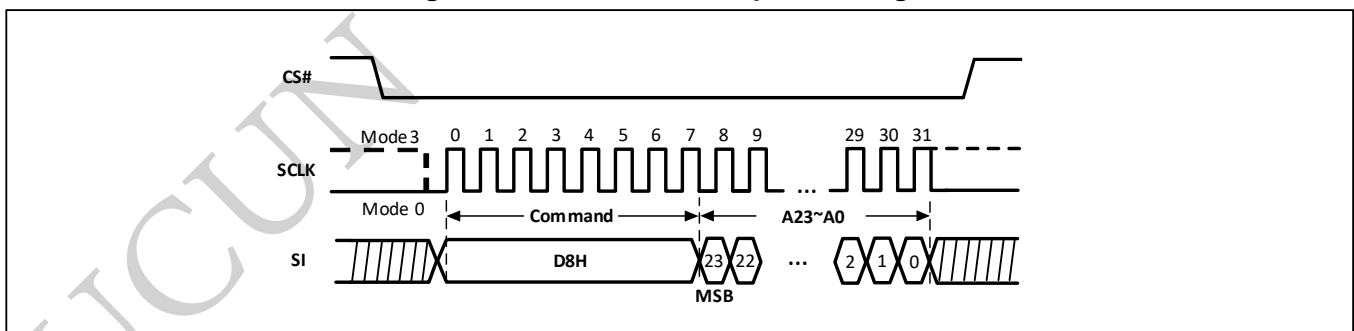 CS#
Mode 3 0 1 2 3 4 5 6 7 8 9 29 30 31
SCLK
...
Mode 0 Command A23~A0
SI D8H 23 22 ... 2 1 0
MSB
UCUN